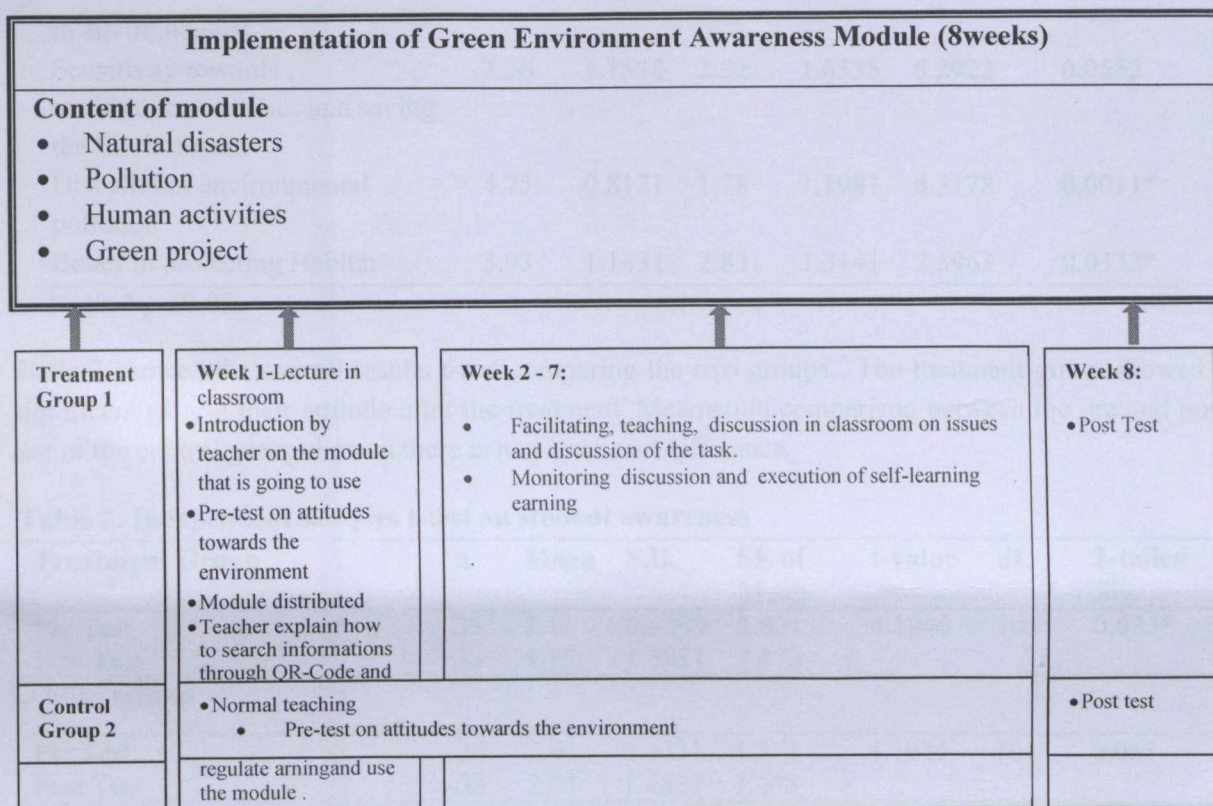 Implementation of Green Environment Awareness Module (8weeks)
Content of module
• Natural disasters
• Pollution
• Human activities
• Green project
Treatment
Group 1
Week 1-Lecture in
classroom
•Introduction by
teacher on the module
that is going to use
•Pre-test on attitudes
towards the
environment
•Module distributed
•Teacher explain how
to search informations
through QR-Code and
Week 2 - 7:
• Facilitating, teaching, discussion in classroom on issues
and discussion of the task.
• Monitoring discussion and execution of self-learning
earning
Week 8:
•Post Test
Control
Group 2
•Normal teaching
• Pre-test on attitudes towards the environment
•Post test
regulate arningand use
the module .